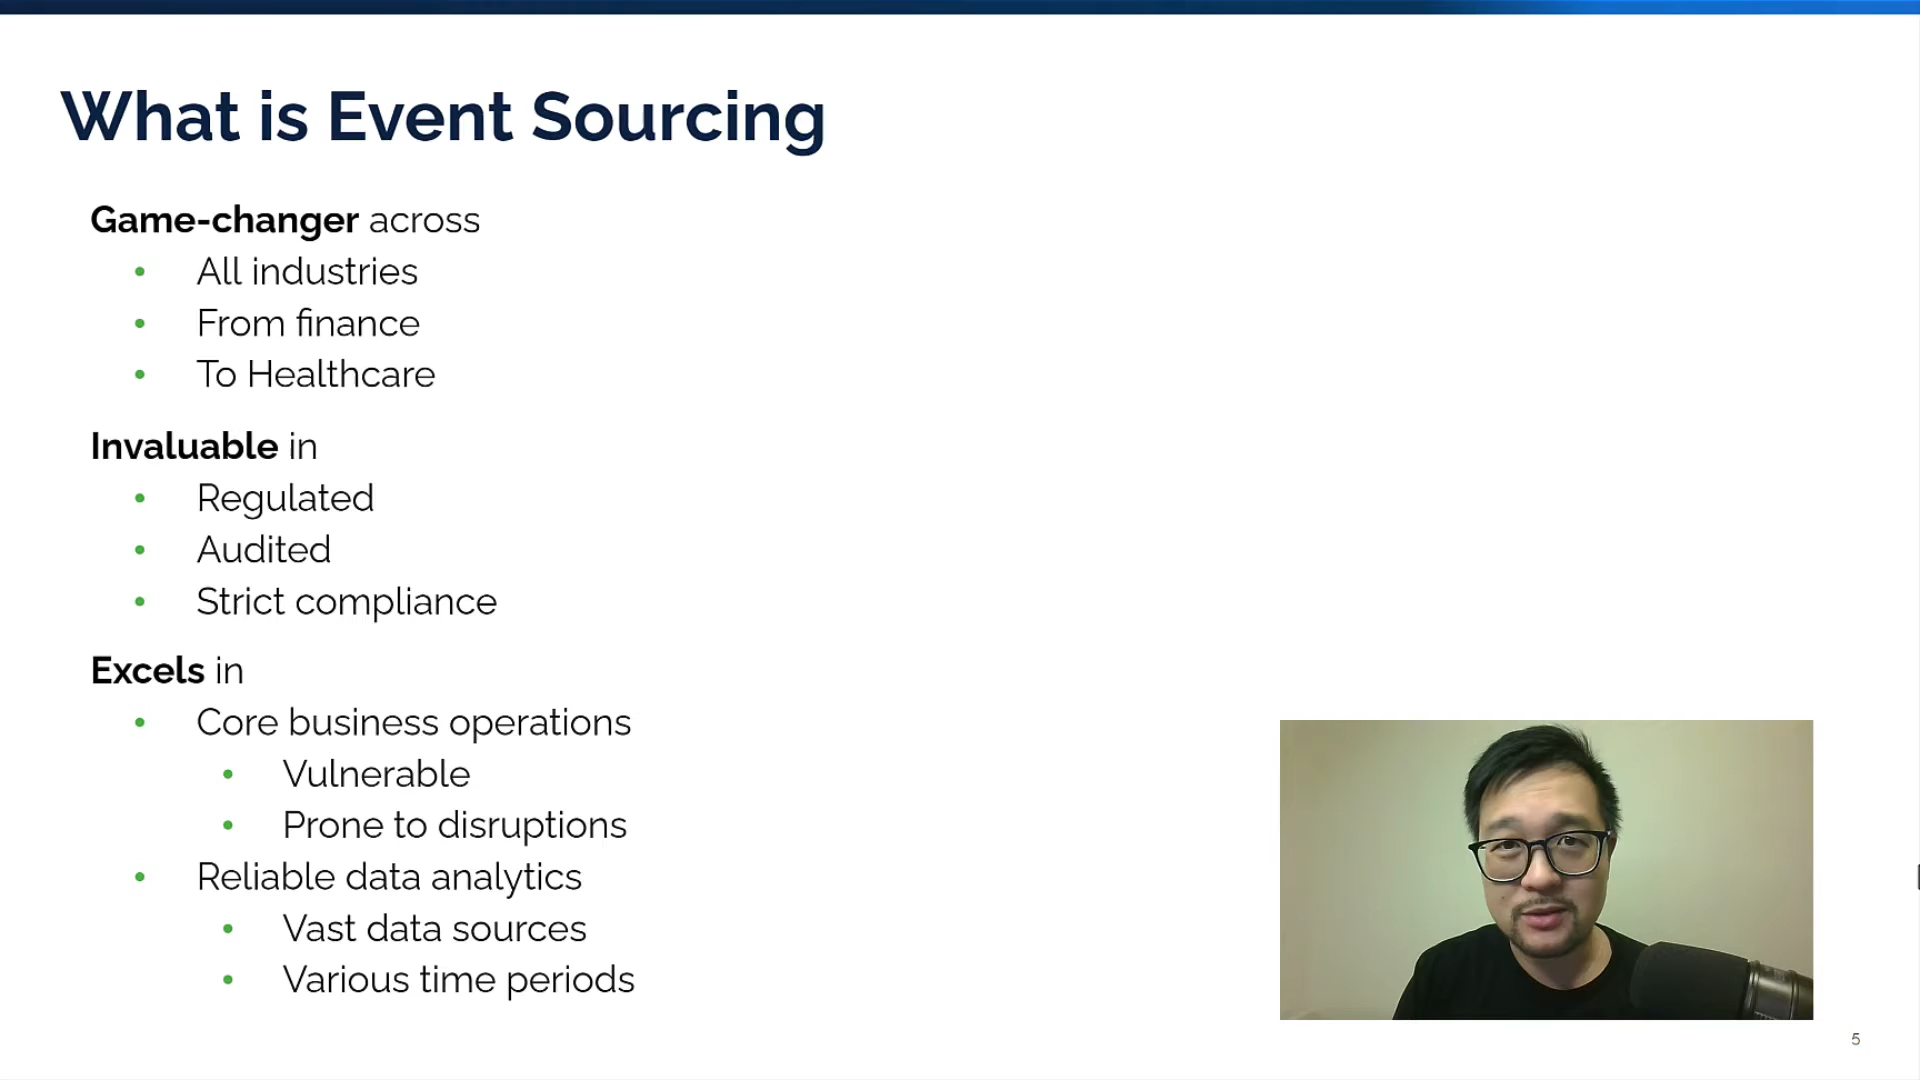 What is Event Sourcing
Game-changer across
• All industries
• From finance
• To Healthcare
Invaluable in
• Regulated
• Audited
• Strict compliance
Excels in
• Core business operations
• Vulnerable
• Prone to disruptions
• Reliable data analytics
• Vast data sources
• Various time periods
5